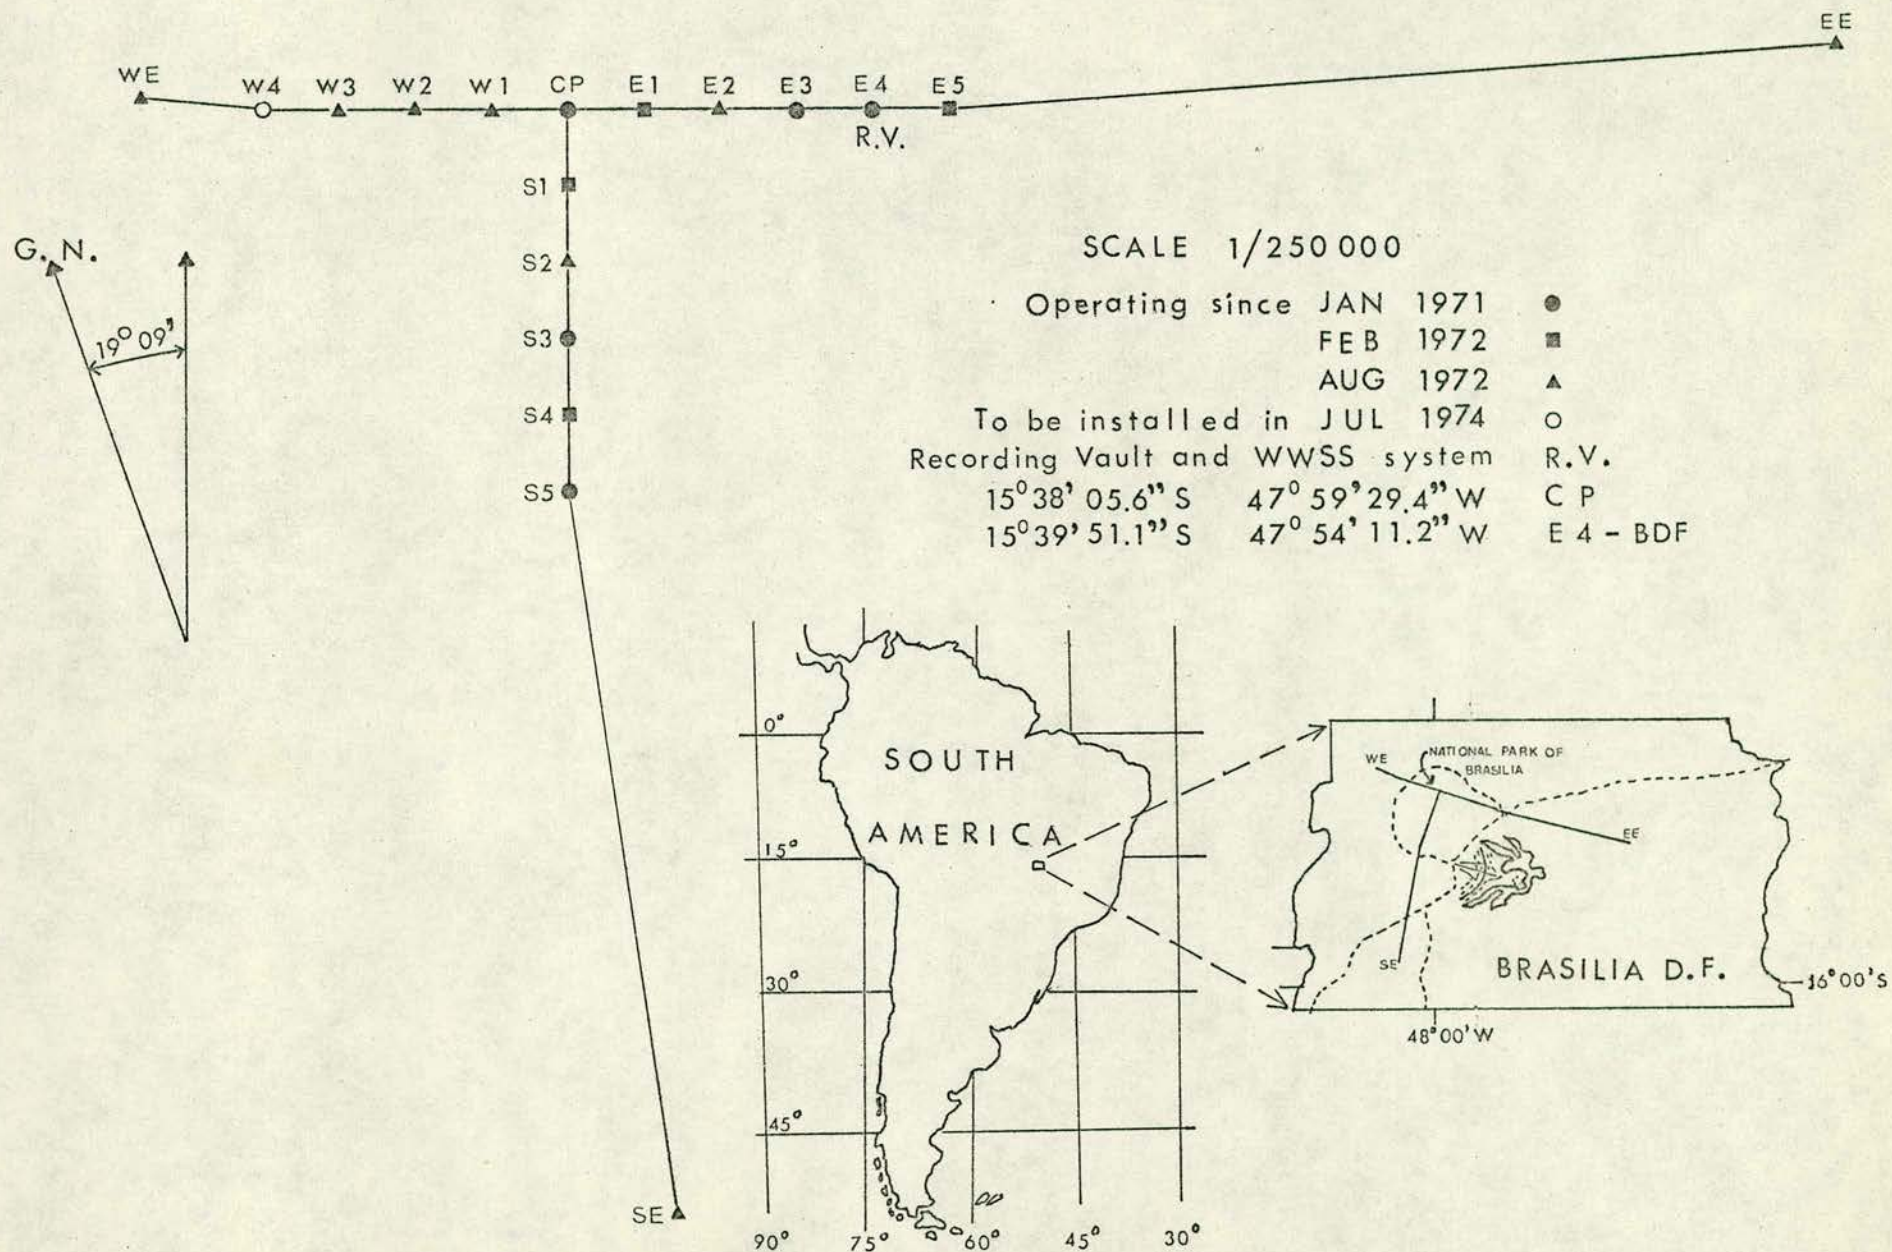 EE
WE W4 W3 W2 W1 CP E1 E2 E3 E4 E5
R.V.
S1
S2
S3
S4
S5
SE
G. N.
19° 09'
SCALE 1/250 000
Operating since JAN 1971
FEB 1972
AUG 1972
To be installed in JUL 1974
Recording Vault and WWSS system R.V.
15° 38' 05.6" S 47° 59' 29.4" W C P
15° 39' 51.1" S 47° 54' 11.2" W E 4 - BDF
0°
15°
30°
45°
SOUTH
AMERICA
90° 75° 60° 45° 30°
WE
NATIONAL PARK OF
BRASILIA
EE
SE
BRASILIA D.F.
16°00'S
48°00'W